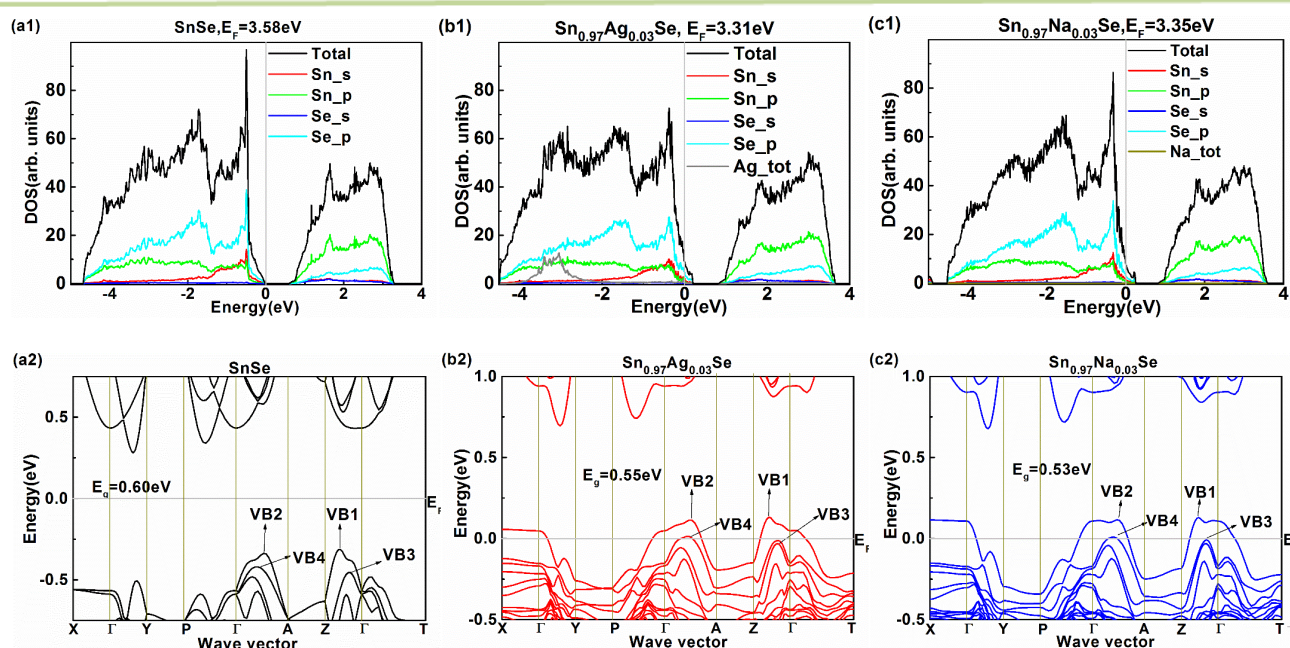 (a1) SnSe,E_F=3.58eV
Total
Sn_s
Sn_p
Se_s
Se_p
80
60
40
20
0
DOS(arb. units)
-4 -2 0 2 4
Energy(eV)
(b1) Sn0.97Ag0.03Se, E_F=3.31eV
Total
Sn_s
Sn_p
Se_s
Se_p
Ag_tot
80
60
40
20
0
DOS(arb. units)
-4 -2 0 2 4
Energy(eV)
(c1) Sn0.97Na0.03Se,E_F=3.35eV
Total
Sn_s
Sn_p
Se_s
Se_p
Na_tot
80
60
40
20
0
DOS(arb. units)
-4 -2 0 2 4
Energy(eV)
(a2) SnSe
0.5
0.0
-0.5
Energy(eV)
E_g=0.60eV
VB2 VB1
VB4 VB3
X Γ Y P Γ A Z Γ T
Wave vector
(b2) Sn0.97Ag0.03Se
1.0
0.5
0.0
-0.5
Energy(eV)
E_g=0.55eV
VB2 VB1
VB4 VB3
E_F
X Γ Y P Γ A Z Γ T
Wave vector
(c2) Sn0.97Na0.03Se
1.0
0.5
0.0
-0.5
Energy(eV)
E_g=0.53eV
VB2 VB1
VB4 VB3
X Γ Y P Γ A Z Γ T
Wave vector